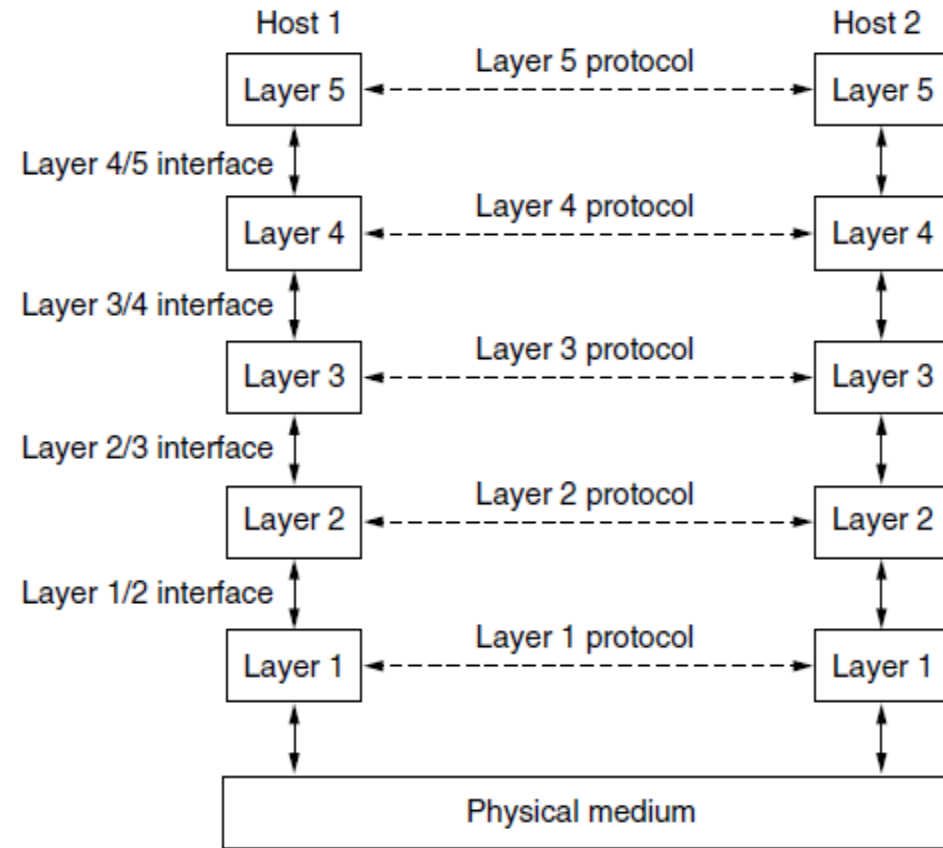 Host 1
Host 2
Layer 5 protocol
Layer 5
Layer 5
Layer 4/5 interface
Layer 4 protocol
Layer 4
Layer 4
Layer 3/4 interface
Layer 3 protocol
Layer 3
Layer 3
Layer 2/3 interface
Layer 2 protocol
Layer 2
Layer 2
Layer 1/2 interface
Layer 1 protocol
Layer 1
Layer 1
Physical medium